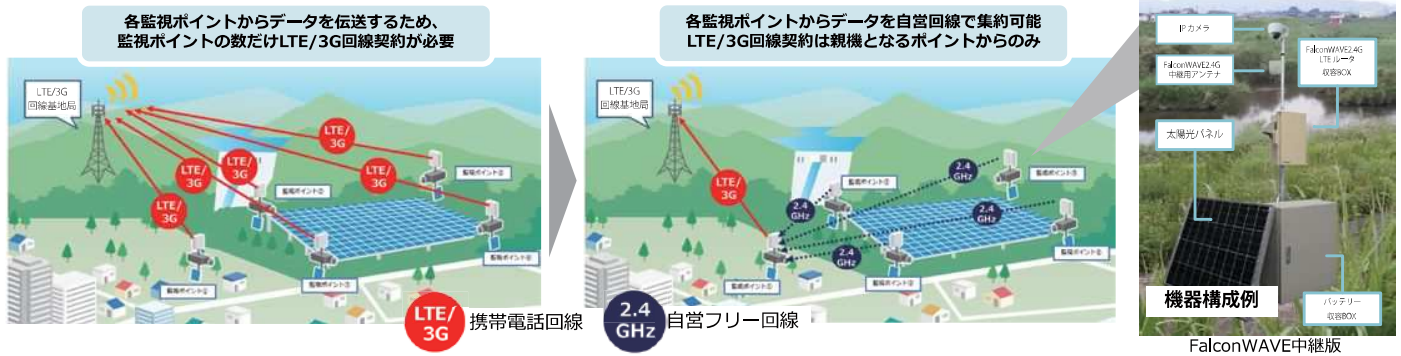 各監視ポイントからデータを伝送するため、
監視ポイントの数だけLTE/3G回線契約が必要
LTE/3G
回線基地局
LTE/
3G
LTE/
3G
LTE/
3G
LTE/
3G
LTE/
3G
監視ポイント①
監視ポイント②
監視ポイント③
各監視ポイントからデータを自営回線で集約可能
LTE/3G回線契約は親機となるポイントからのみ
LTE/3G
回線基地局
LTE/
3G
2.4
GHz
2.4
GHz
2.4
GHz
2.4
GHz
監視ポイント①
監視ポイント②
監視ポイント③
LTE/
3G
携帯電話回線
2.4
GHz
自営フリー回線
IPカメラ
FalconWAVE2.4G
中継用アンテナ
FalconWAVE2.4G
LTEルータ
収容BOX
太陽光パネル
機器構成例
バッテリー
収容BOX
FalconWAVE中継版